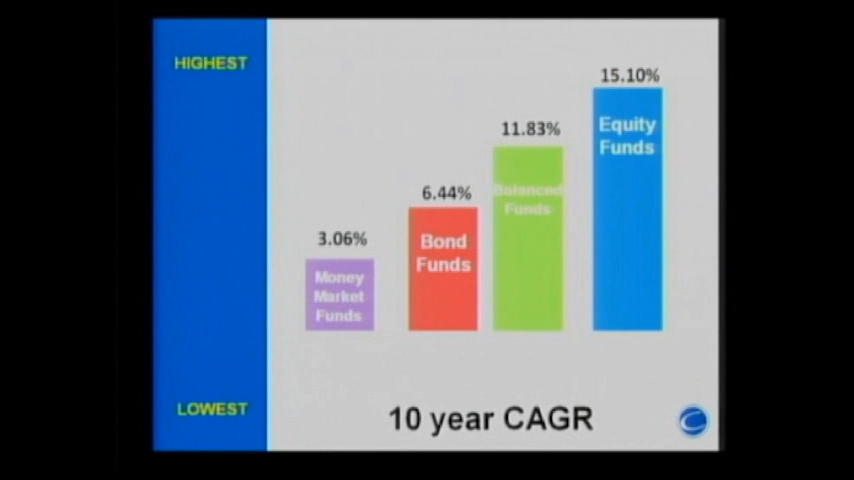 HIGHEST
15.10%
Equity
Funds
11.83%
Balanced
Funds
6.44%
Bond
Funds
3.06%
Money
Market
Funds
LOWEST
10 year CAGR